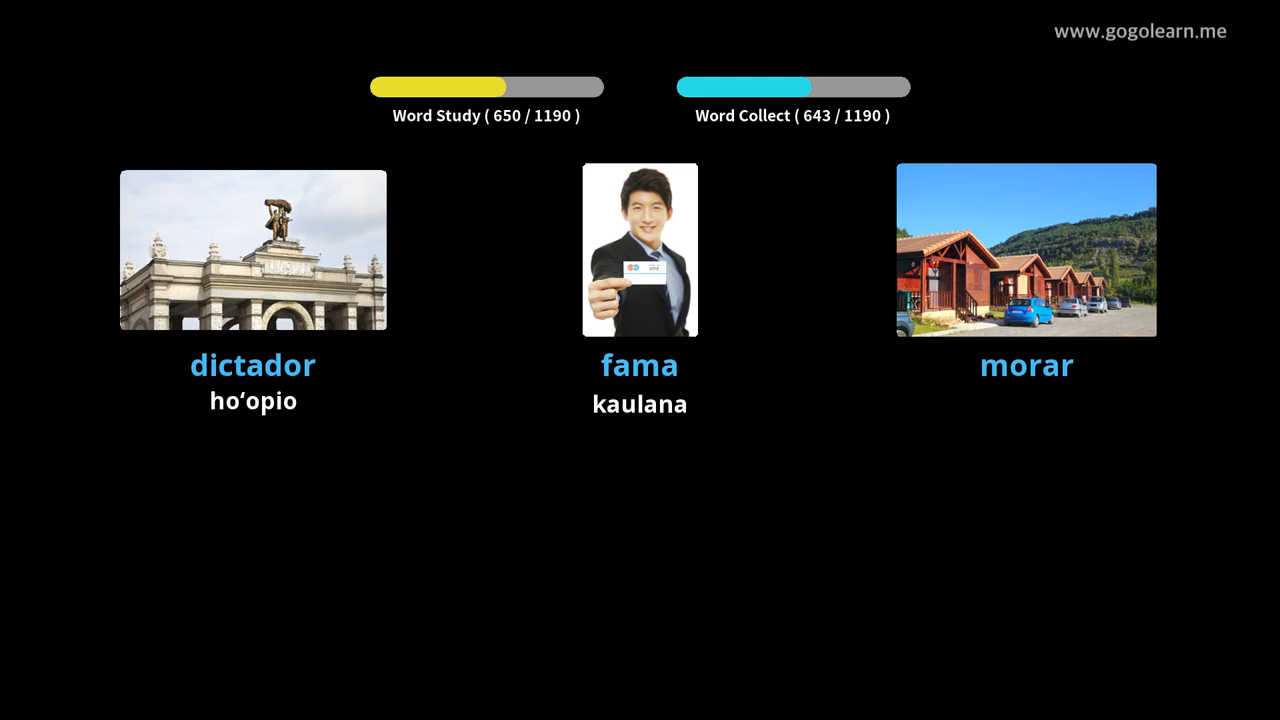 www.gogolearn.me
Word Study ( 650 / 1190 )
Word Collect ( 643 / 1190 )
dictador
hoʻopio
fama
kaulana
morar